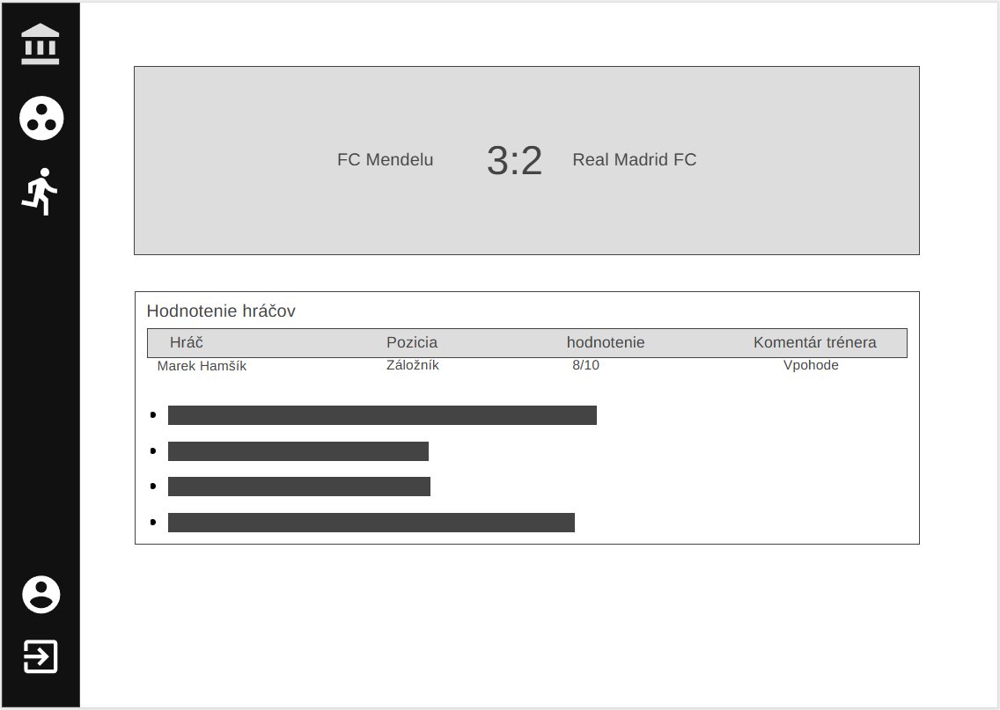 FC Mendelu 3:2 Real Madrid FC
Hodnotenie hráčov
Hráč Pozicia hodnotenie Komentár trénera
Marek Hamšík Záložník 8/10 Vpohode